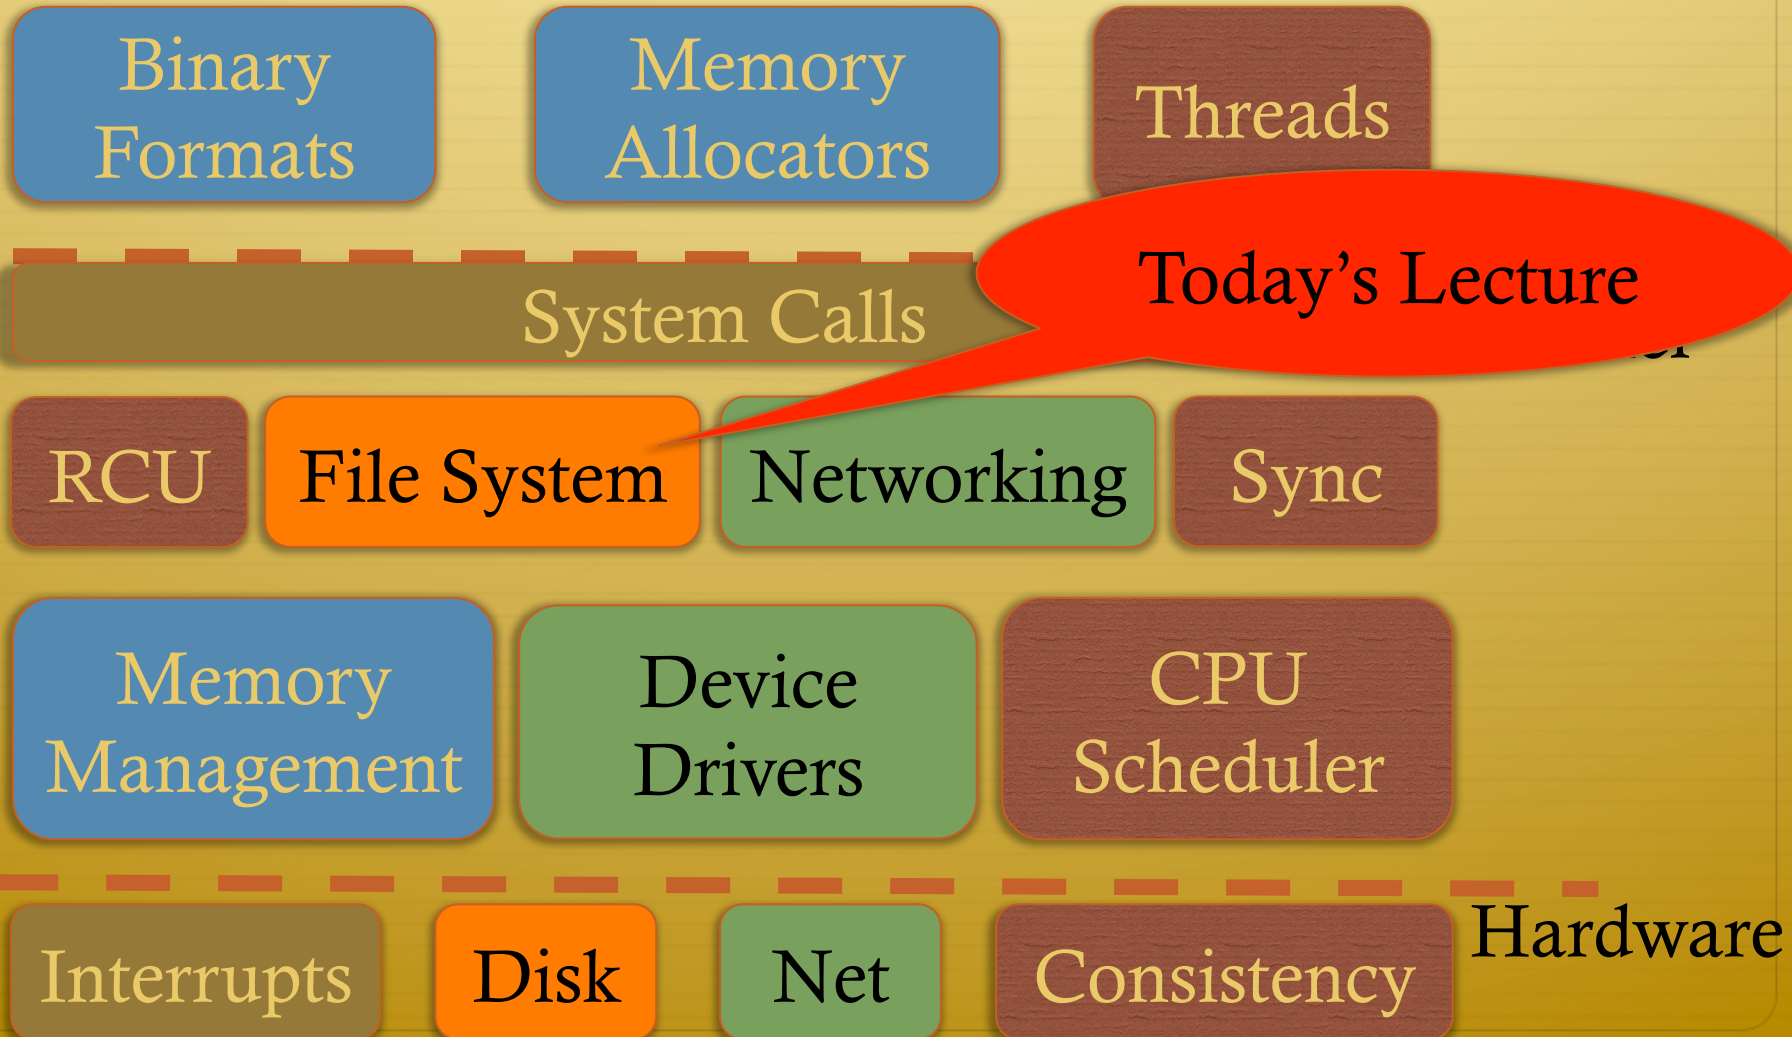 Binary
Formats
Memory
Allocators
Threads
Today's Lecture
System Calls
RCU
File System
Networking
Sync
Memory
Management
Device
Drivers
CPU
Scheduler
Hardware
Interrupts
Disk
Net
Consistency